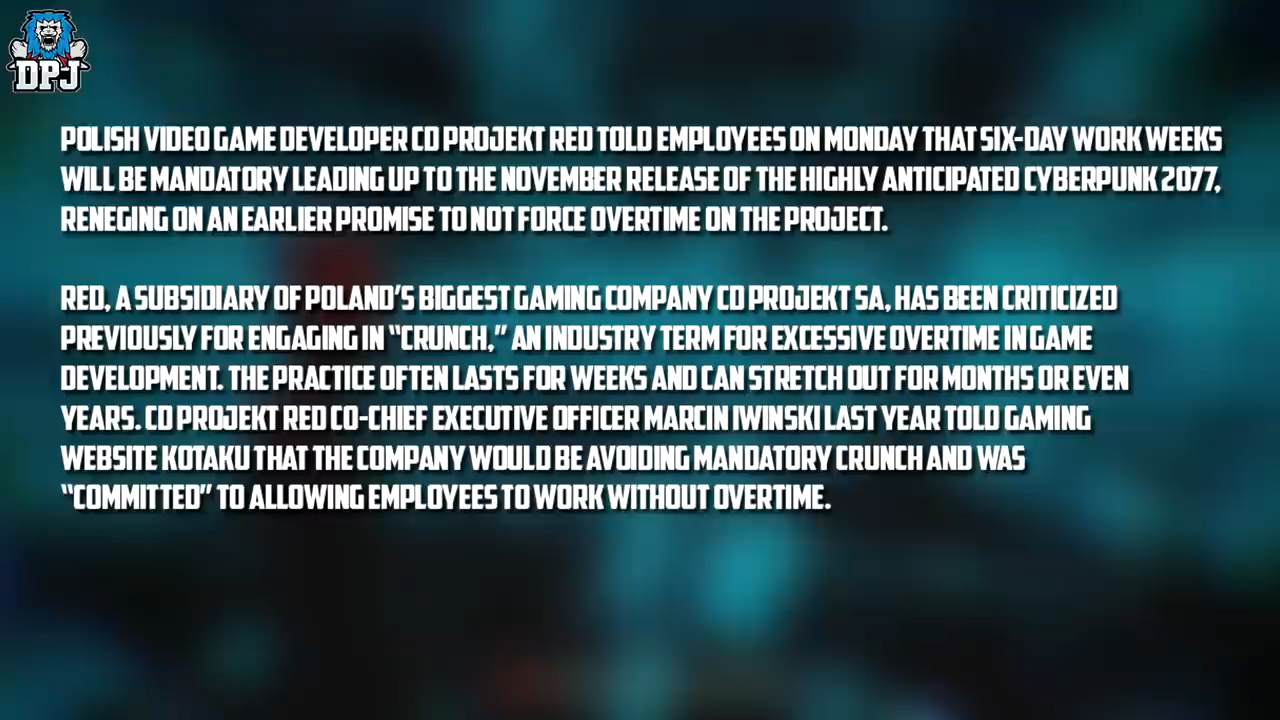 DPJ
POLISH VIDEO GAME DEVELOPER CD PROJEKT RED TOLD EMPLOYEES ON MONDAY THAT SIX-DAY WORK WEEKS
WILL BE MANDATORY LEADING UP TO THE NOVEMBER RELEASE OF THE HIGHLY ANTICIPATED CYBERPUNK 2077,
RENEGING ON AN EARLIER PROMISE TO NOT FORCE OVERTIME ON THE PROJECT.
RED, A SUBSIDIARY OF POLAND'S BIGGEST GAMING COMPANY CD PROJEKT SA, HAS BEEN CRITICIZED
PREVIOUSLY FOR ENGAGING IN “CRUNCH,” AN INDUSTRY TERM FOR EXCESSIVE OVERTIME IN GAME
DEVELOPMENT. THE PRACTICE OFTEN LASTS FOR WEEKS AND CAN STRETCH OUT FOR MONTHS OR EVEN
YEARS. CD PROJEKT RED CO-CHIEF EXECUTIVE OFFICER MARCIN IWINSKI LAST YEAR TOLD GAMING
WEBSITE KOTAKU THAT THE COMPANY WOULD BE AVOIDING MANDATORY CRUNCH AND WAS
“COMMITTED” TO ALLOWING EMPLOYEES TO WORK WITHOUT OVERTIME.